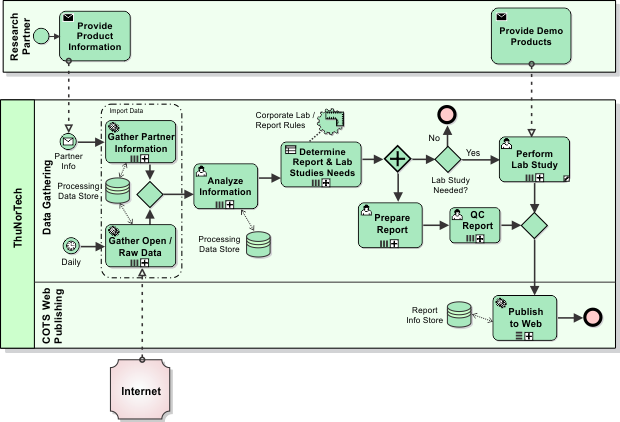 Research
Partner
Provide
Product
Information
Provide Demo
Products
ThuNorTech
Data Gathering
Import Data
Gather Partner
Information
Partner
Info
Processing
Data Store
Gather Open /
Raw Data
Daily
Analyze
Information
Processing
Data Store
Corporate Lab /
Report Rules
Determine
Report & Lab
Studies Needs
No
Yes
Lab Study
Needed?
Perform
Lab Study
Prepare
Report
QC
Report
COTS Web
Publishing
Report
Info Store
Publish
to Web
Internet